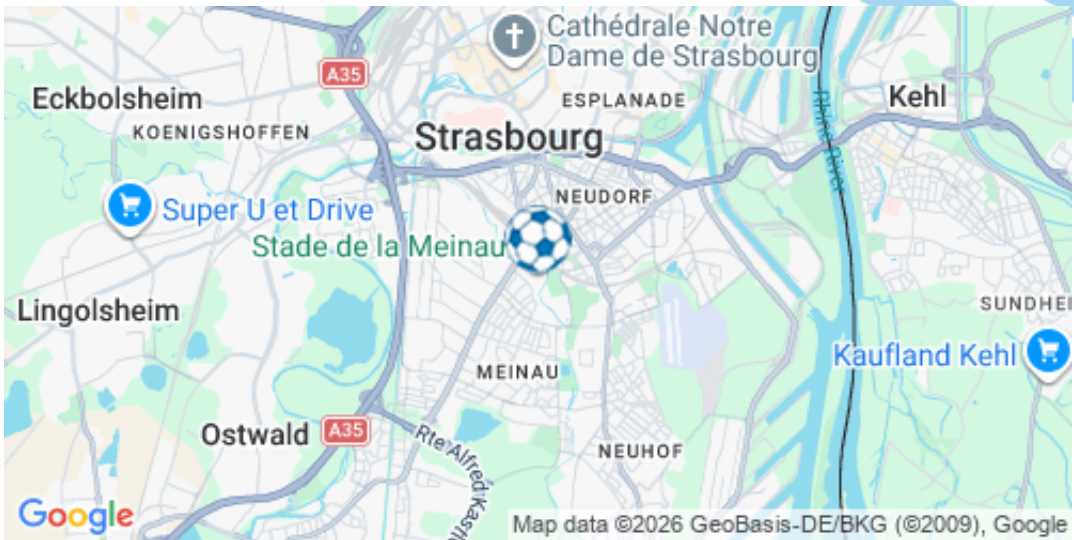 Cathédrale Notre
Dame de Strasbourg
A35
Eckbolsheim
ESPLANADE
Kehl
KOENIGSHOFFEN
Strasbourg
Rhine River
NEUDORF
Super U et Drive
Stade de la Meinau
Lingolsheim
SUNDHEI
Kaufland Kehl
MEINAU
Ostwald
A35
Rte Alfred Kastl
NEUHOF
Google
Map data ©2026 GeoBasis-DE/BKG (©2009), Google